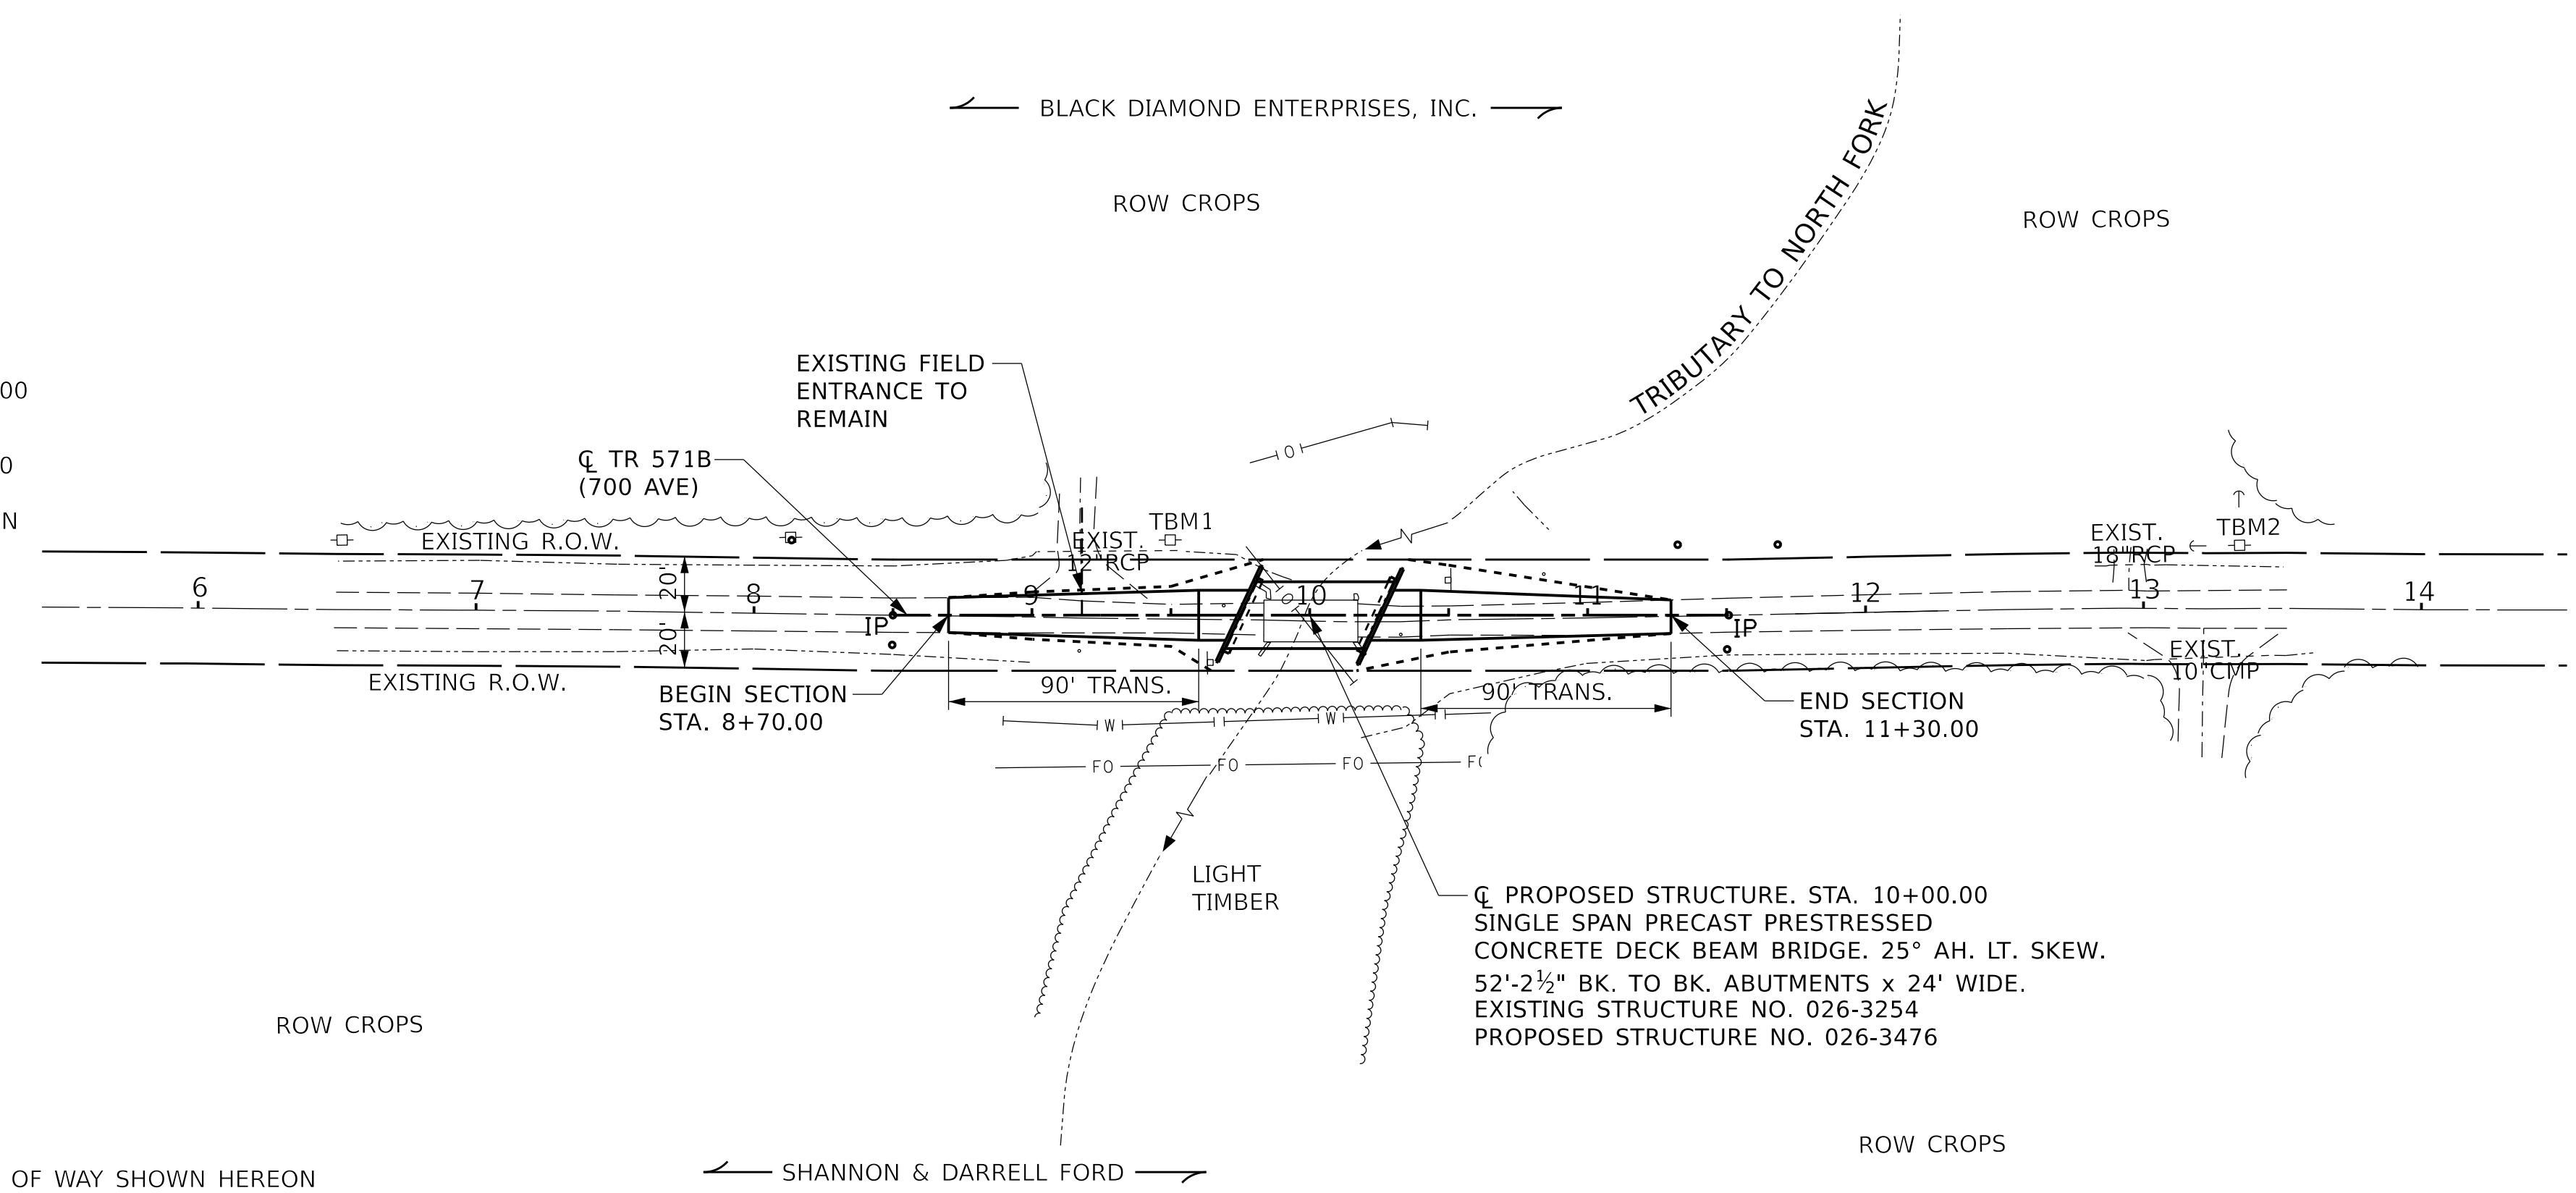 BLACK DIAMOND ENTERPRISES, INC.
TRIBUTARY TO NORTH FORK
ROW CROPS
ROW CROPS
EXISTING FIELD
ENTRANCE TO
REMAIN
00
0
N
O
℄ TR 571B
(700 AVE)
TBM1
TBM2
EXISTING R.O.W.
EXIST.
12"RCP
EXIST.
18"RCP
6
7
8
9
10
11
12
13
14
20'
20'
O
IP
IP
EXIST.
10"CMP
EXISTING R.O.W.
90' TRANS.
90' TRANS.
BEGIN SECTION
STA. 8+70.00
END SECTION
STA. 11+30.00
W
W
FO
FO
FO
LIGHT
TIMBER
℄ PROPOSED STRUCTURE. STA. 10+00.00
SINGLE SPAN PRECAST PRESTRESSED
CONCRETE DECK BEAM BRIDGE. 25° AH. LT. SKEW.
52'-2½" BK. TO BK. ABUTMENTS x 24' WIDE.
EXISTING STRUCTURE NO. 026-3254
PROPOSED STRUCTURE NO. 026-3476
ROW CROPS
ROW CROPS
OF WAY SHOWN HEREON
SHANNON & DARRELL FORD